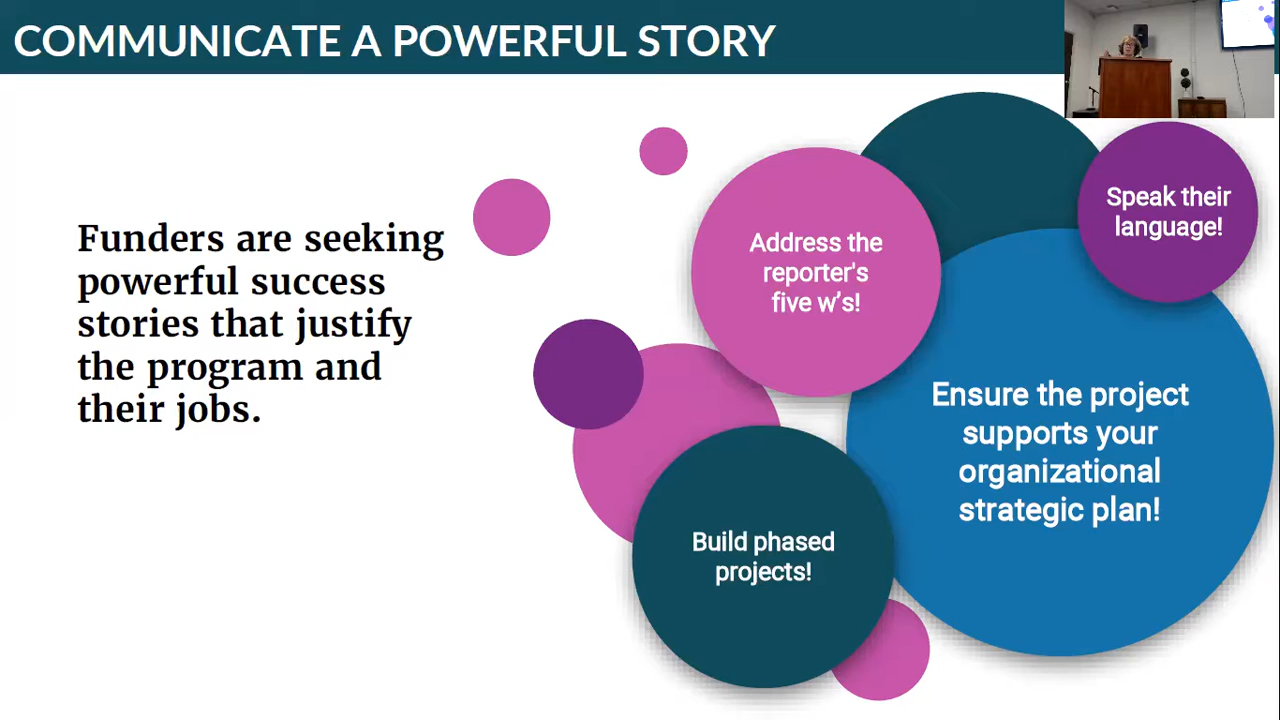 COMMUNICATE A POWERFUL STORY
Funders are seeking
powerful success
stories that justify
the program and
their jobs.
Address the
reporter's
five w’s!
Speak their
language!
Ensure the project
supports your
organizational
strategic plan!
Build phased
projects!